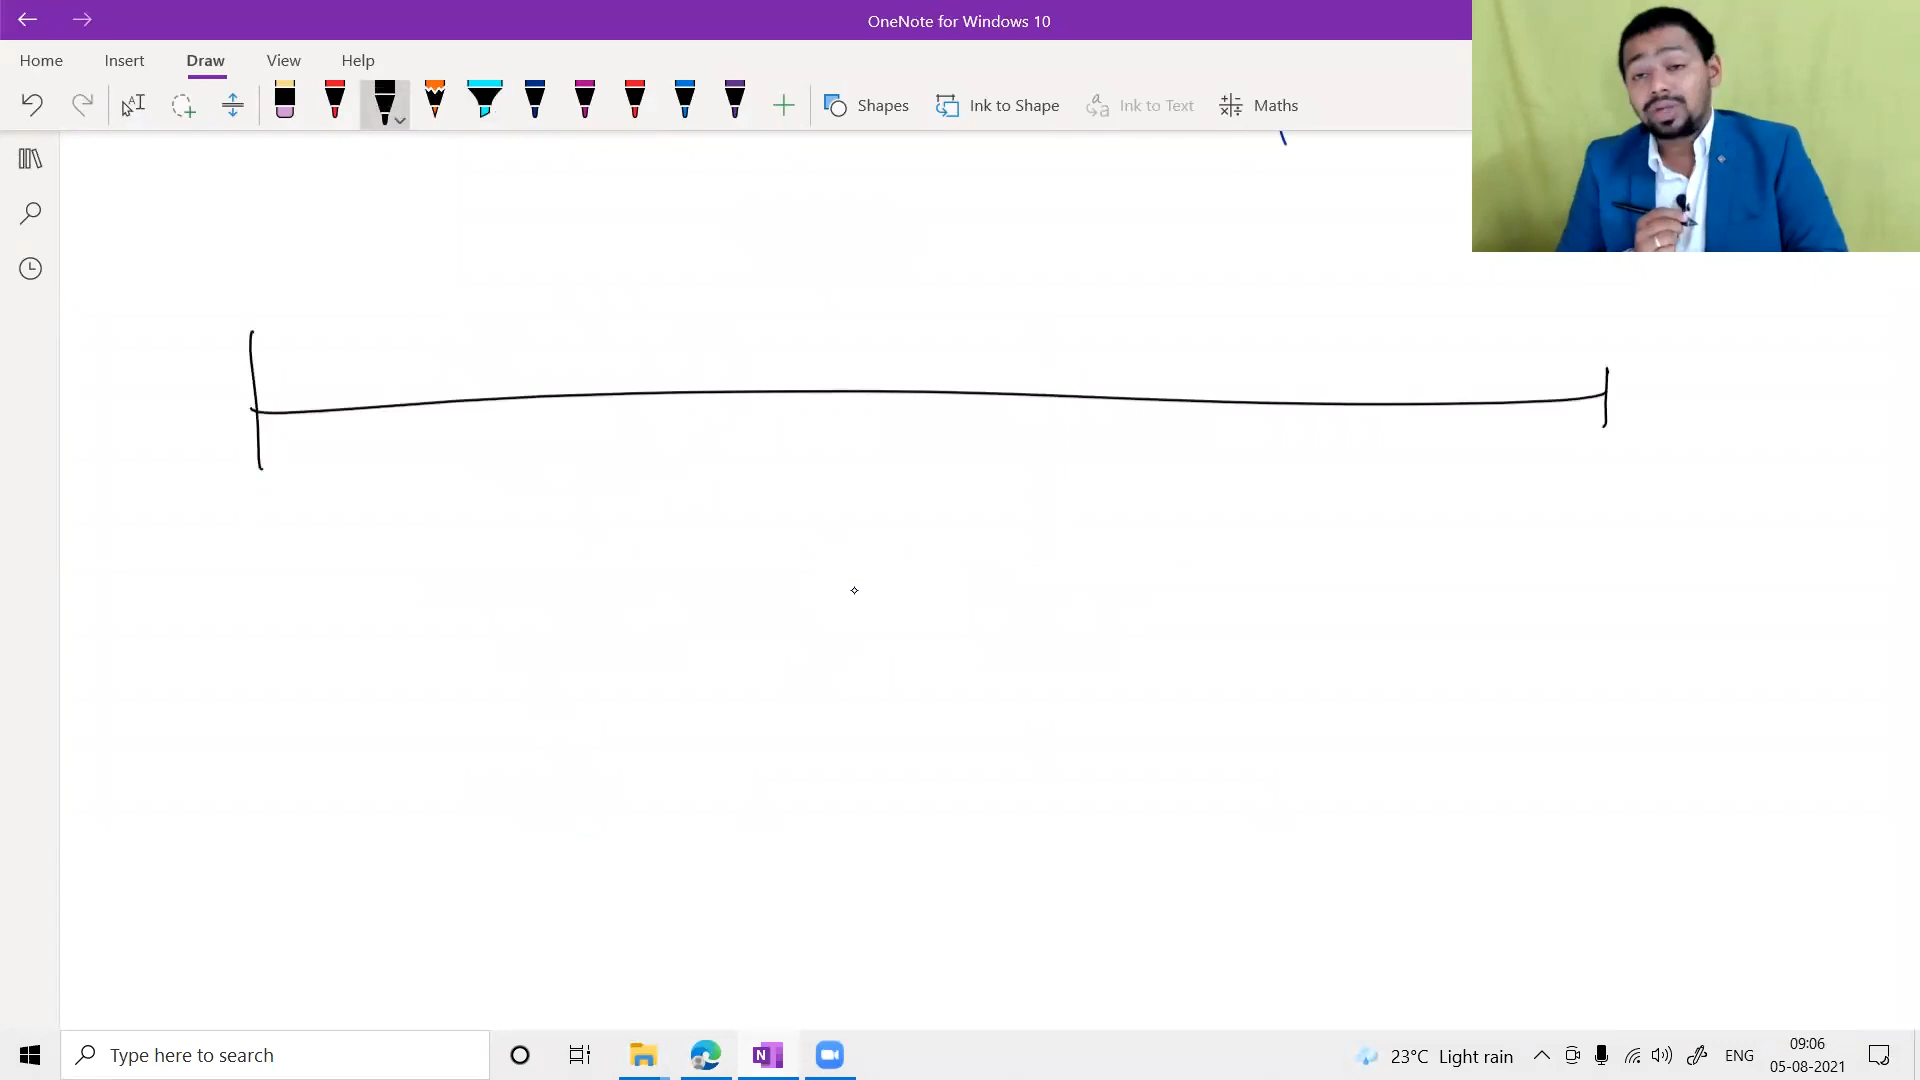 OneNote for Windows 10
Home Insert Draw View Help
Shapes Ink to Shape Ink to Text Maths
Type here to search
23°C Light rain ENG
09:06
05-08-2021